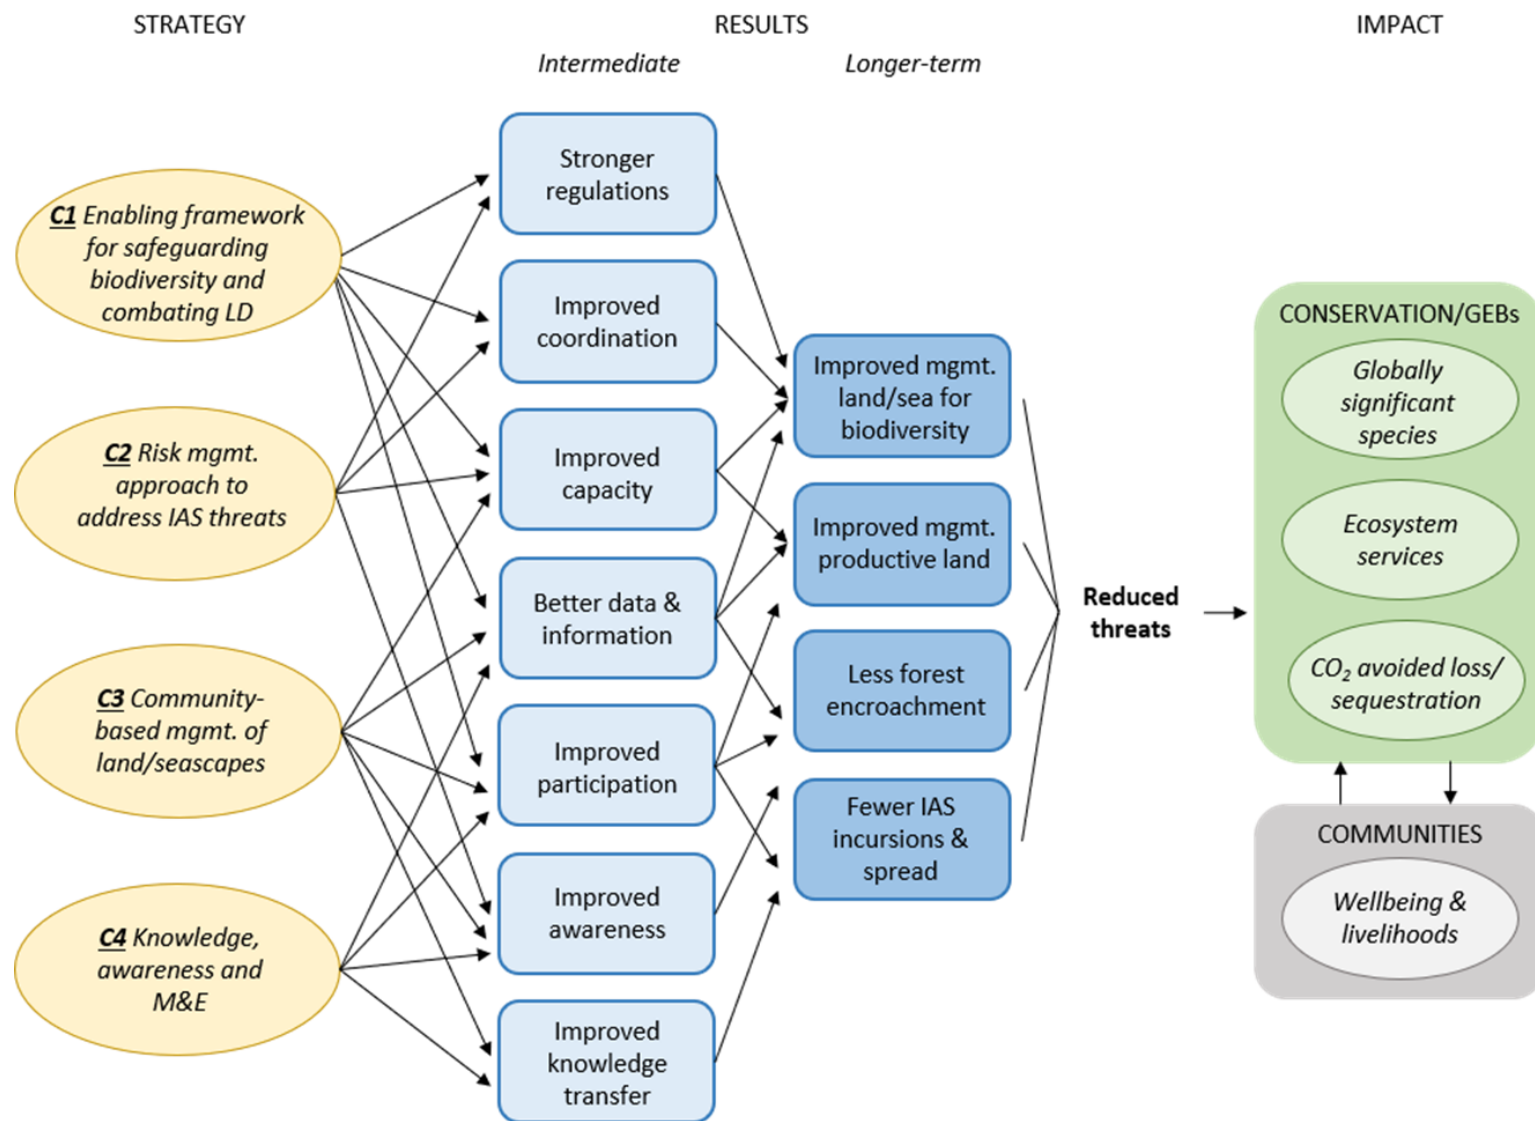 STRATEGY
RESULTS
IMPACT
Intermediate
Longer-term
C1 Enabling framework
for safeguarding
biodiversity and
combating LD
C2 Risk mgmt.
approach to
address IAS threats
C3 Community-
based mgmt. of
land/seascapes
C4 Knowledge,
awareness and
M&E
Stronger
regulations
Improved
coordination
Improved
capacity
Better data &
information
Improved
participation
Improved
awareness
Improved
knowledge
transfer
Improved mgmt.
land/sea for
biodiversity
Improved mgmt.
productive land
Less forest
encroachment
Fewer IAS
incursions &
spread
Reduced
threats
CONSERVATION/GEBs
Globally
significant
species
Ecosystem
services
CO₂ avoided loss/
sequestration
COMMUNITIES
Wellbeing &
livelihoods